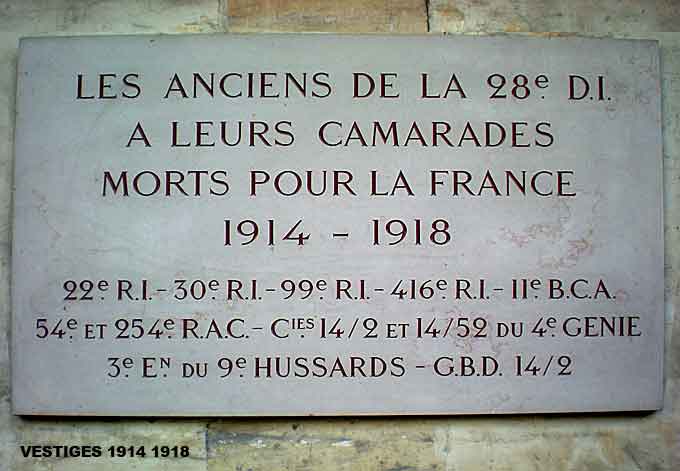 LES ANCIENS DE LA 28e D.I.
A LEURS CAMARADES
MORTS POUR LA FRANCE
1914 - 1918
22e R.I. - 30e R.I. - 99e R.I. - 416e R.I. - 11e B.C.A.
54e ET 254e R.A.C. - CIES 14/2 ET 14/52 DU 4e GENIE
3e EN DU 9e HUSSARDS - G.B.D. 14/2
VESTIGES 1914 1918